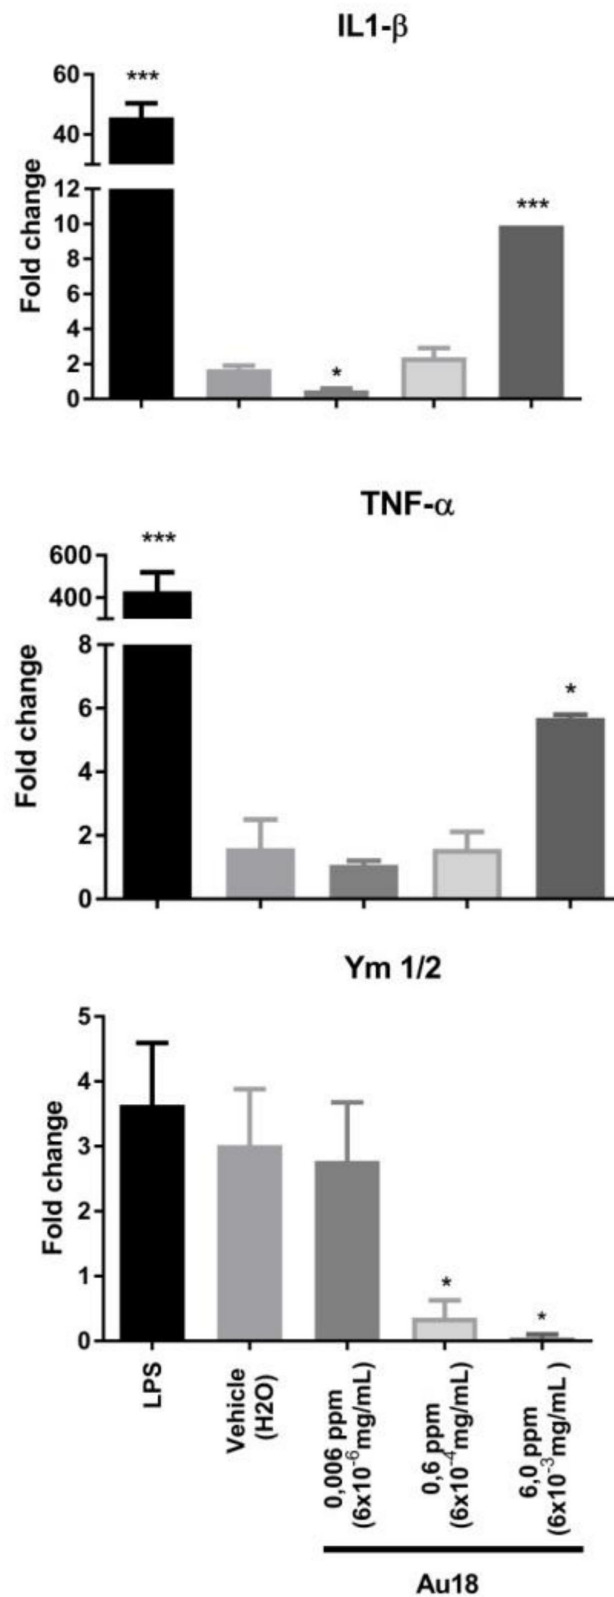 IL1-β
Fold change
60
40
12
10
8
6
4
2
0
***
*
***
TNF-α
Fold change
600
400
8
6
4
2
0
***
*
Ym 1/2
Fold change
5
4
3
2
1
0
*
*
LPS
Vehicle
(H2O)
0,006 ppm
(6x10⁻⁶mg/mL)
0,6 ppm
(6x10⁻⁴mg/mL)
6,0 ppm
(6x10⁻³mg/mL )
Au18